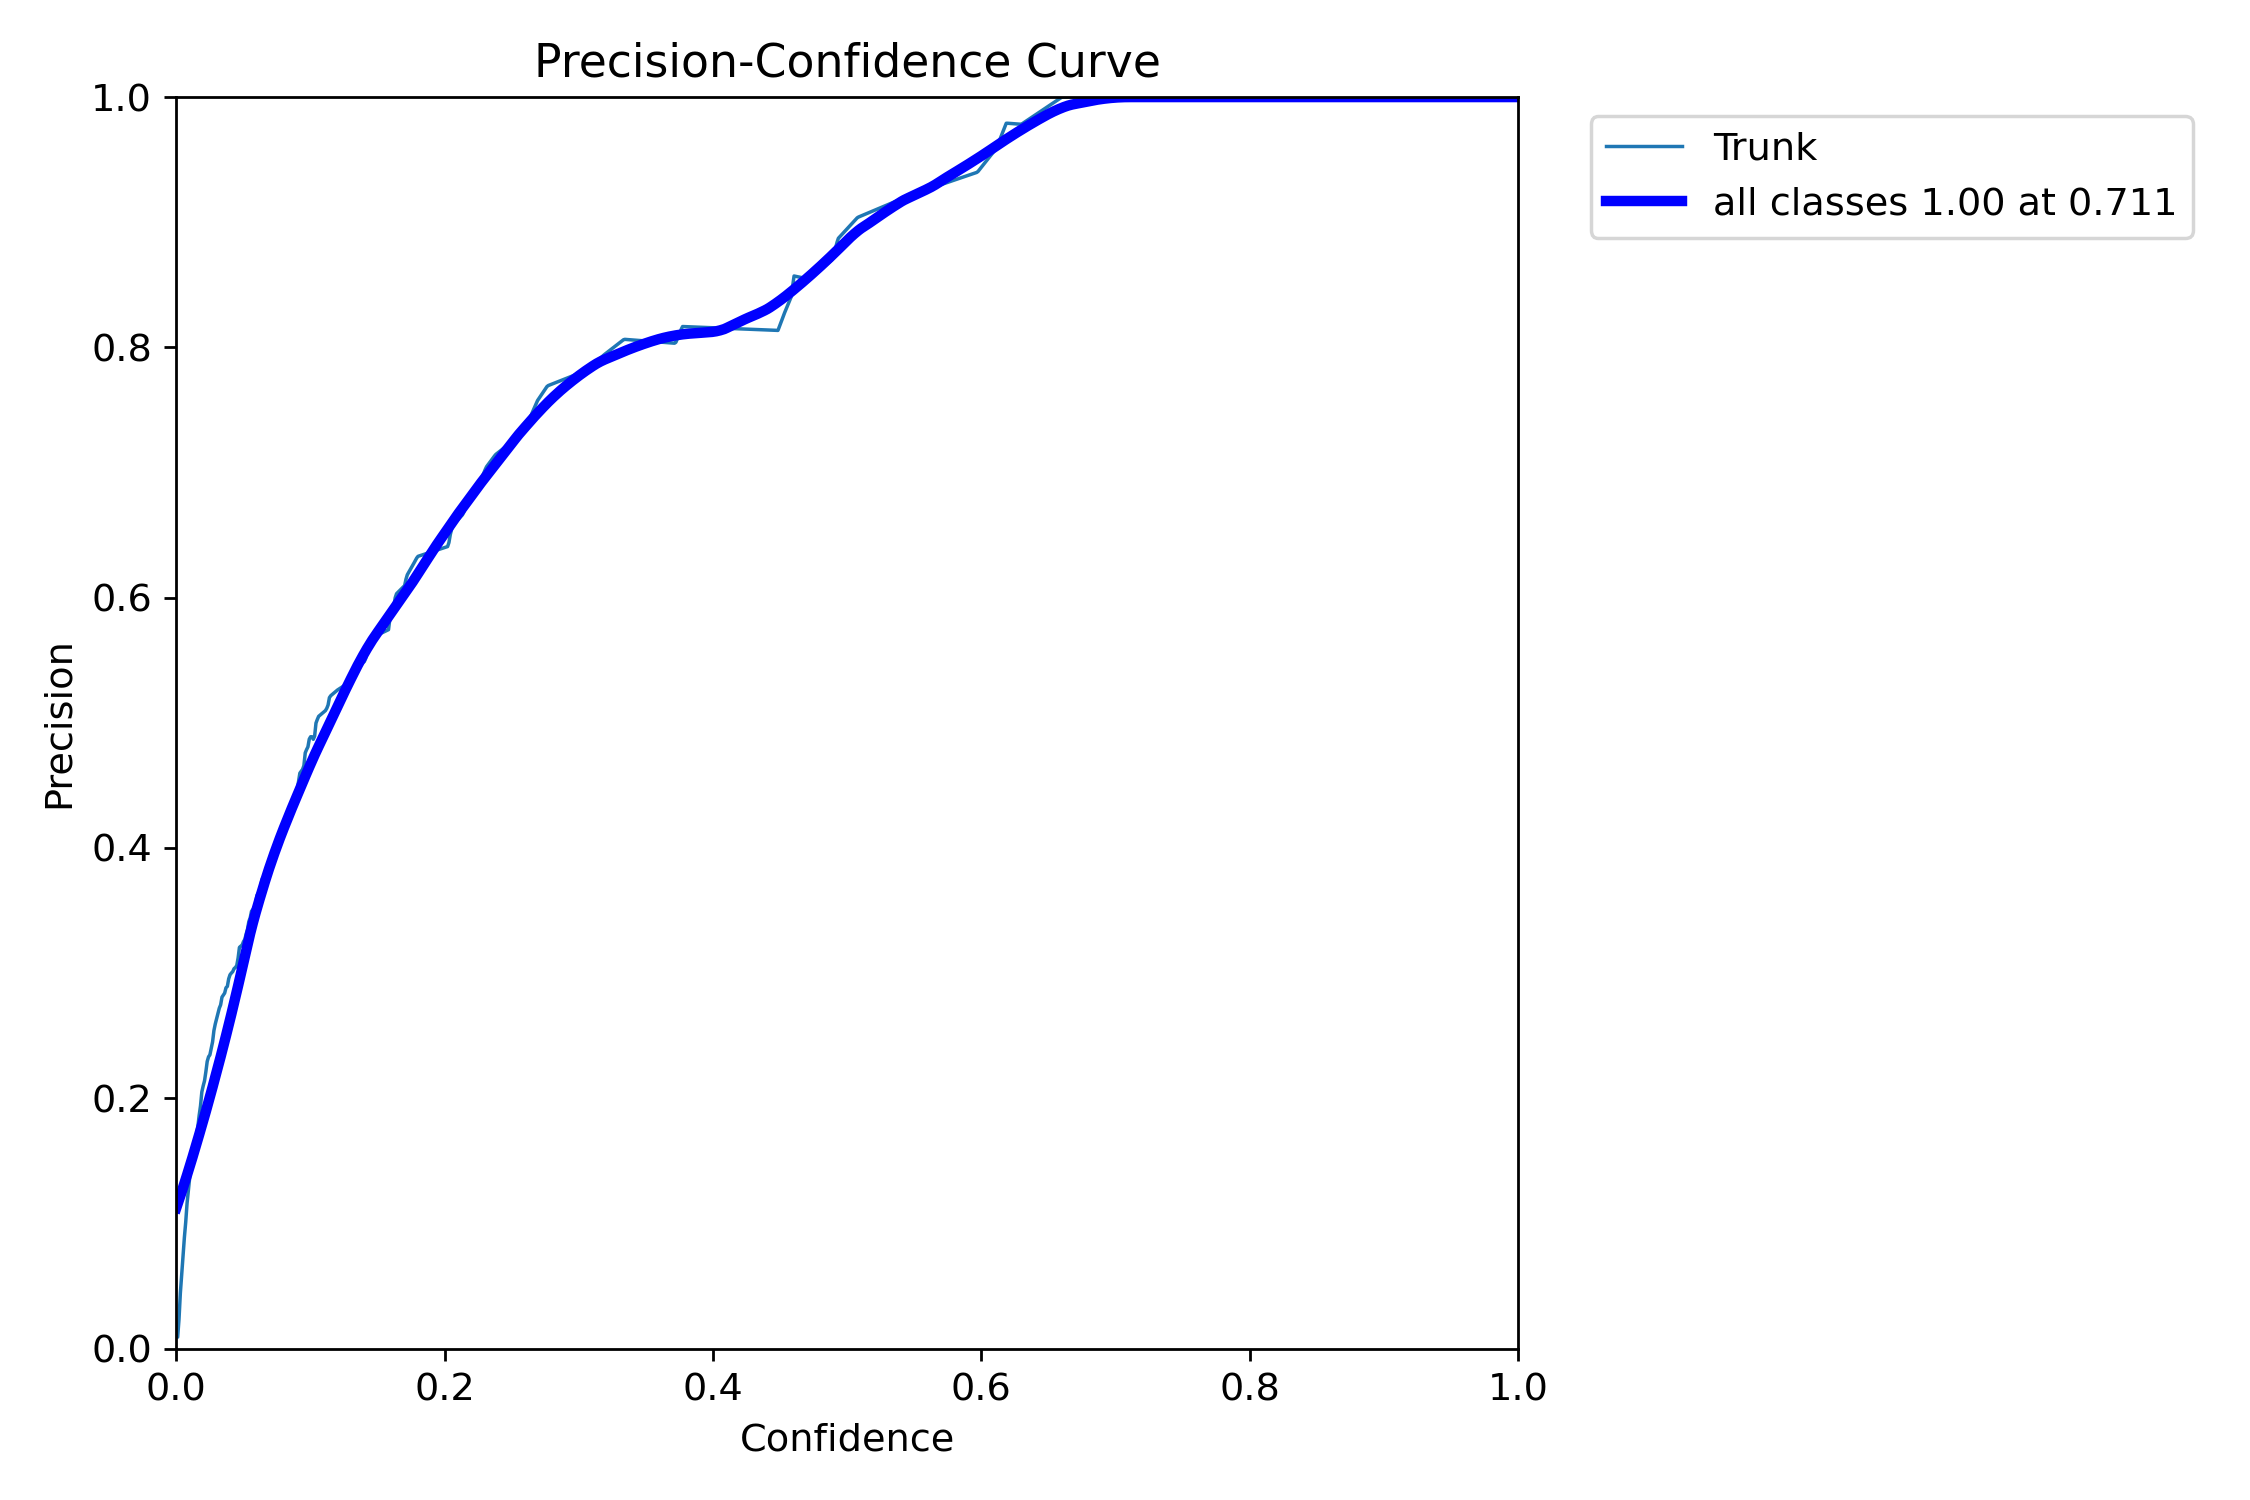 Precision-Confidence Curve
1.0
0.8
0.6
0.4
0.2
0.0
Precision
0.0 0.2 0.4 0.6 0.8 1.0
Confidence
Trunk
all classes 1.00 at 0.711